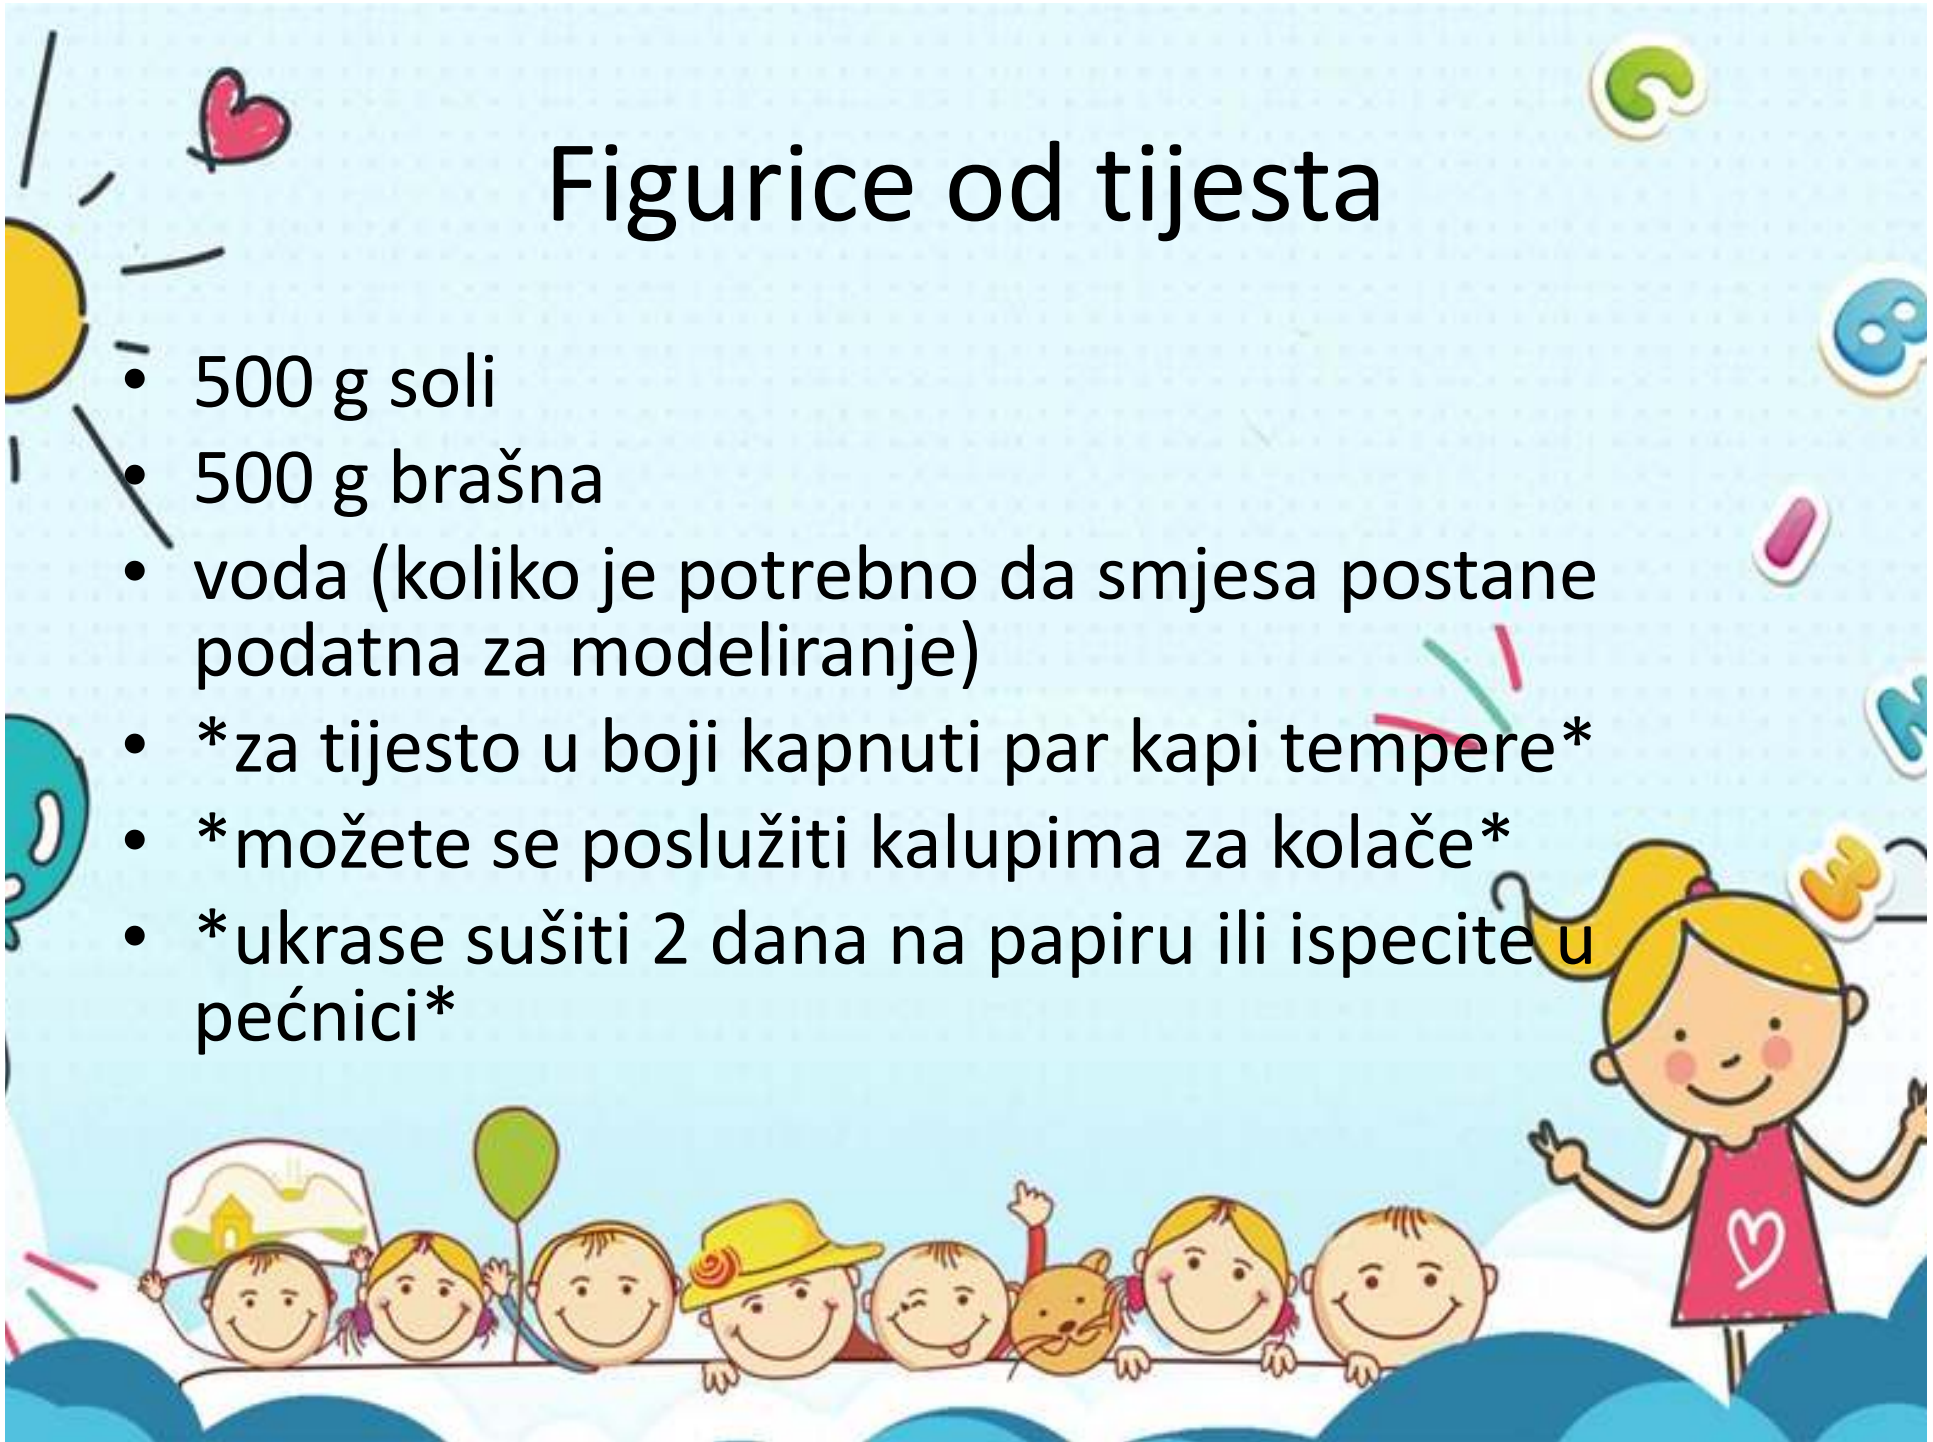 Figurice od tijesta
• 500 g soli
• 500 g brašna
• voda (koliko je potrebno da smjesa postane
podatna za modeliranje)
• *za tijesto u boji kapnuti par kapi tempere*
• *možete se poslužiti kalupima za kolače*
• *ukrase sušiti 2 dana na papiru ili ispecite u
pećnici*
C
B
I
N
3